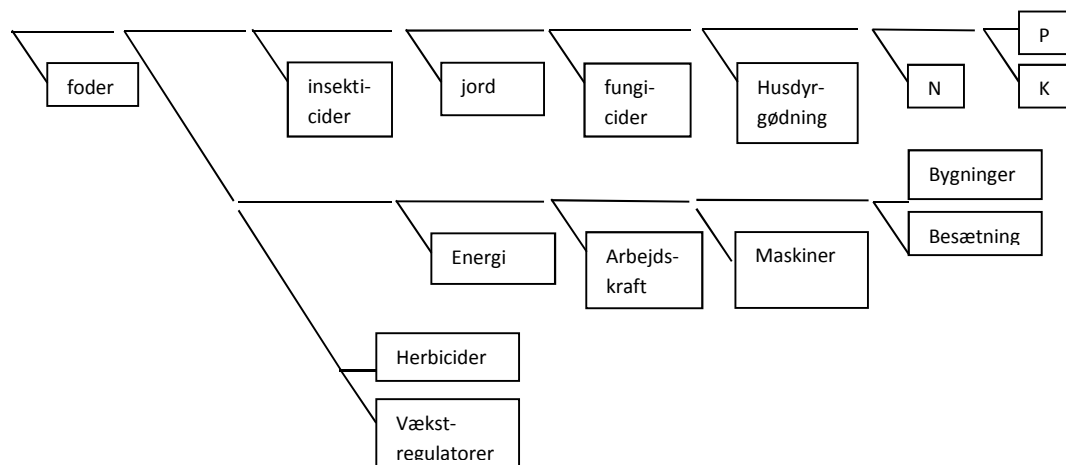 P
foder
insekti-
cider
jord
fungi-
cider
Husdyr-
gødning
N
K
Bygninger
Energi
Arbejds-
kraft
Maskiner
Besætning
Herbicider
Vækst-
regulatorer